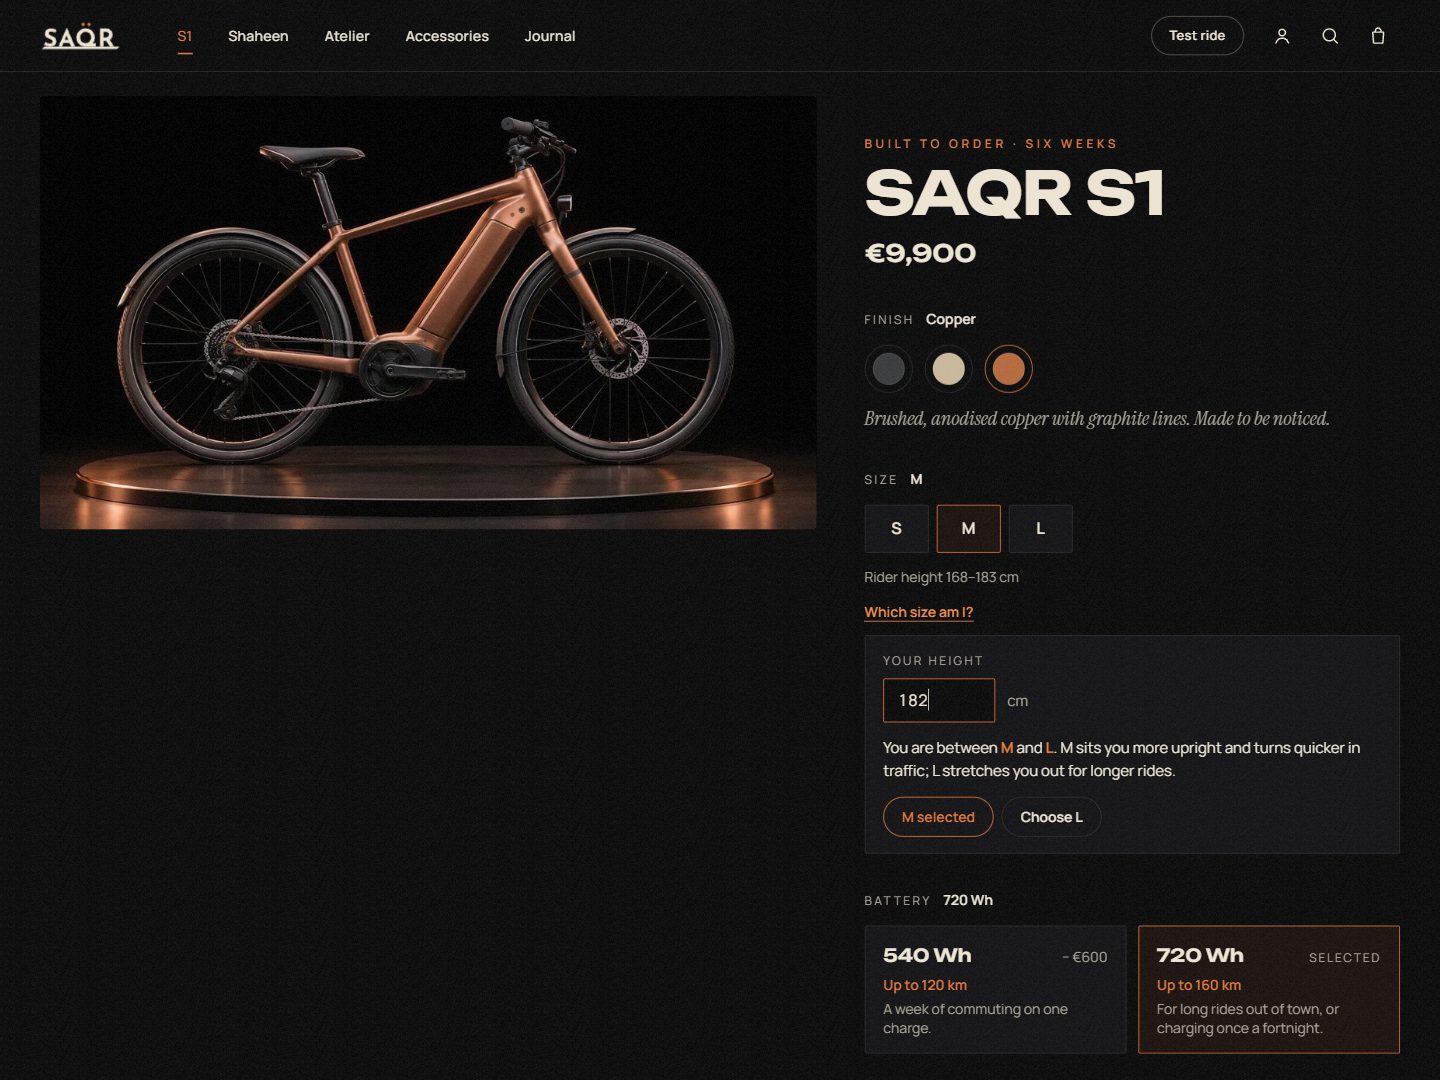 SAQ̈R
S1
Shaheen
Atelier
Accessories
Journal
Test ride
BUILT TO ORDER · SIX WEEKS
SAQR S1
€9,900
FINISH Copper
Brushed, anodised copper with graphite lines. Made to be noticed.
SIZE M
S
M
L
Rider height 168–183 cm
Which size am I?
YOUR HEIGHT
182 cm
You are between M and L. M sits you more upright and turns quicker in
traffic; L stretches you out for longer rides.
M selected
Choose L
BATTERY 720 Wh
540 Wh
− €600
Up to 120 km
A week of commuting on one
charge.
720 Wh
SELECTED
Up to 160 km
For long rides out of town, or
charging once a fortnight.